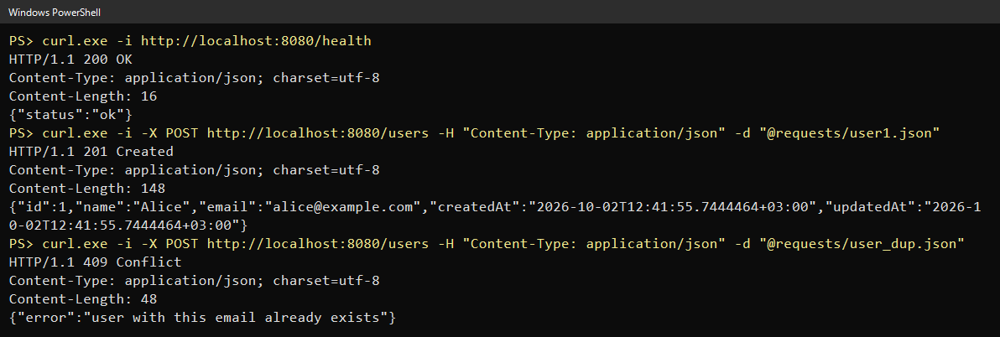 Windows PowerShell
PS> curl.exe -i http://localhost:8080/health
HTTP/1.1 200 OK
Content-Type: application/json; charset=utf-8
Content-Length: 16
{"status":"ok"}
PS> curl.exe -i -X POST http://localhost:8080/users -H "Content-Type: application/json" -d "@requests/user1.json"
HTTP/1.1 201 Created
Content-Type: application/json; charset=utf-8
Content-Length: 148
{"id":1,"name":"Alice","email":"alice@example.com","createdAt":"2026-10-02T12:41:55.7444464+03:00","updatedAt":"2026-1
0-02T12:41:55.7444464+03:00"}
PS> curl.exe -i -X POST http://localhost:8080/users -H "Content-Type: application/json" -d "@requests/user_dup.json"
HTTP/1.1 409 Conflict
Content-Type: application/json; charset=utf-8
Content-Length: 48
{"error":"user with this email already exists"}